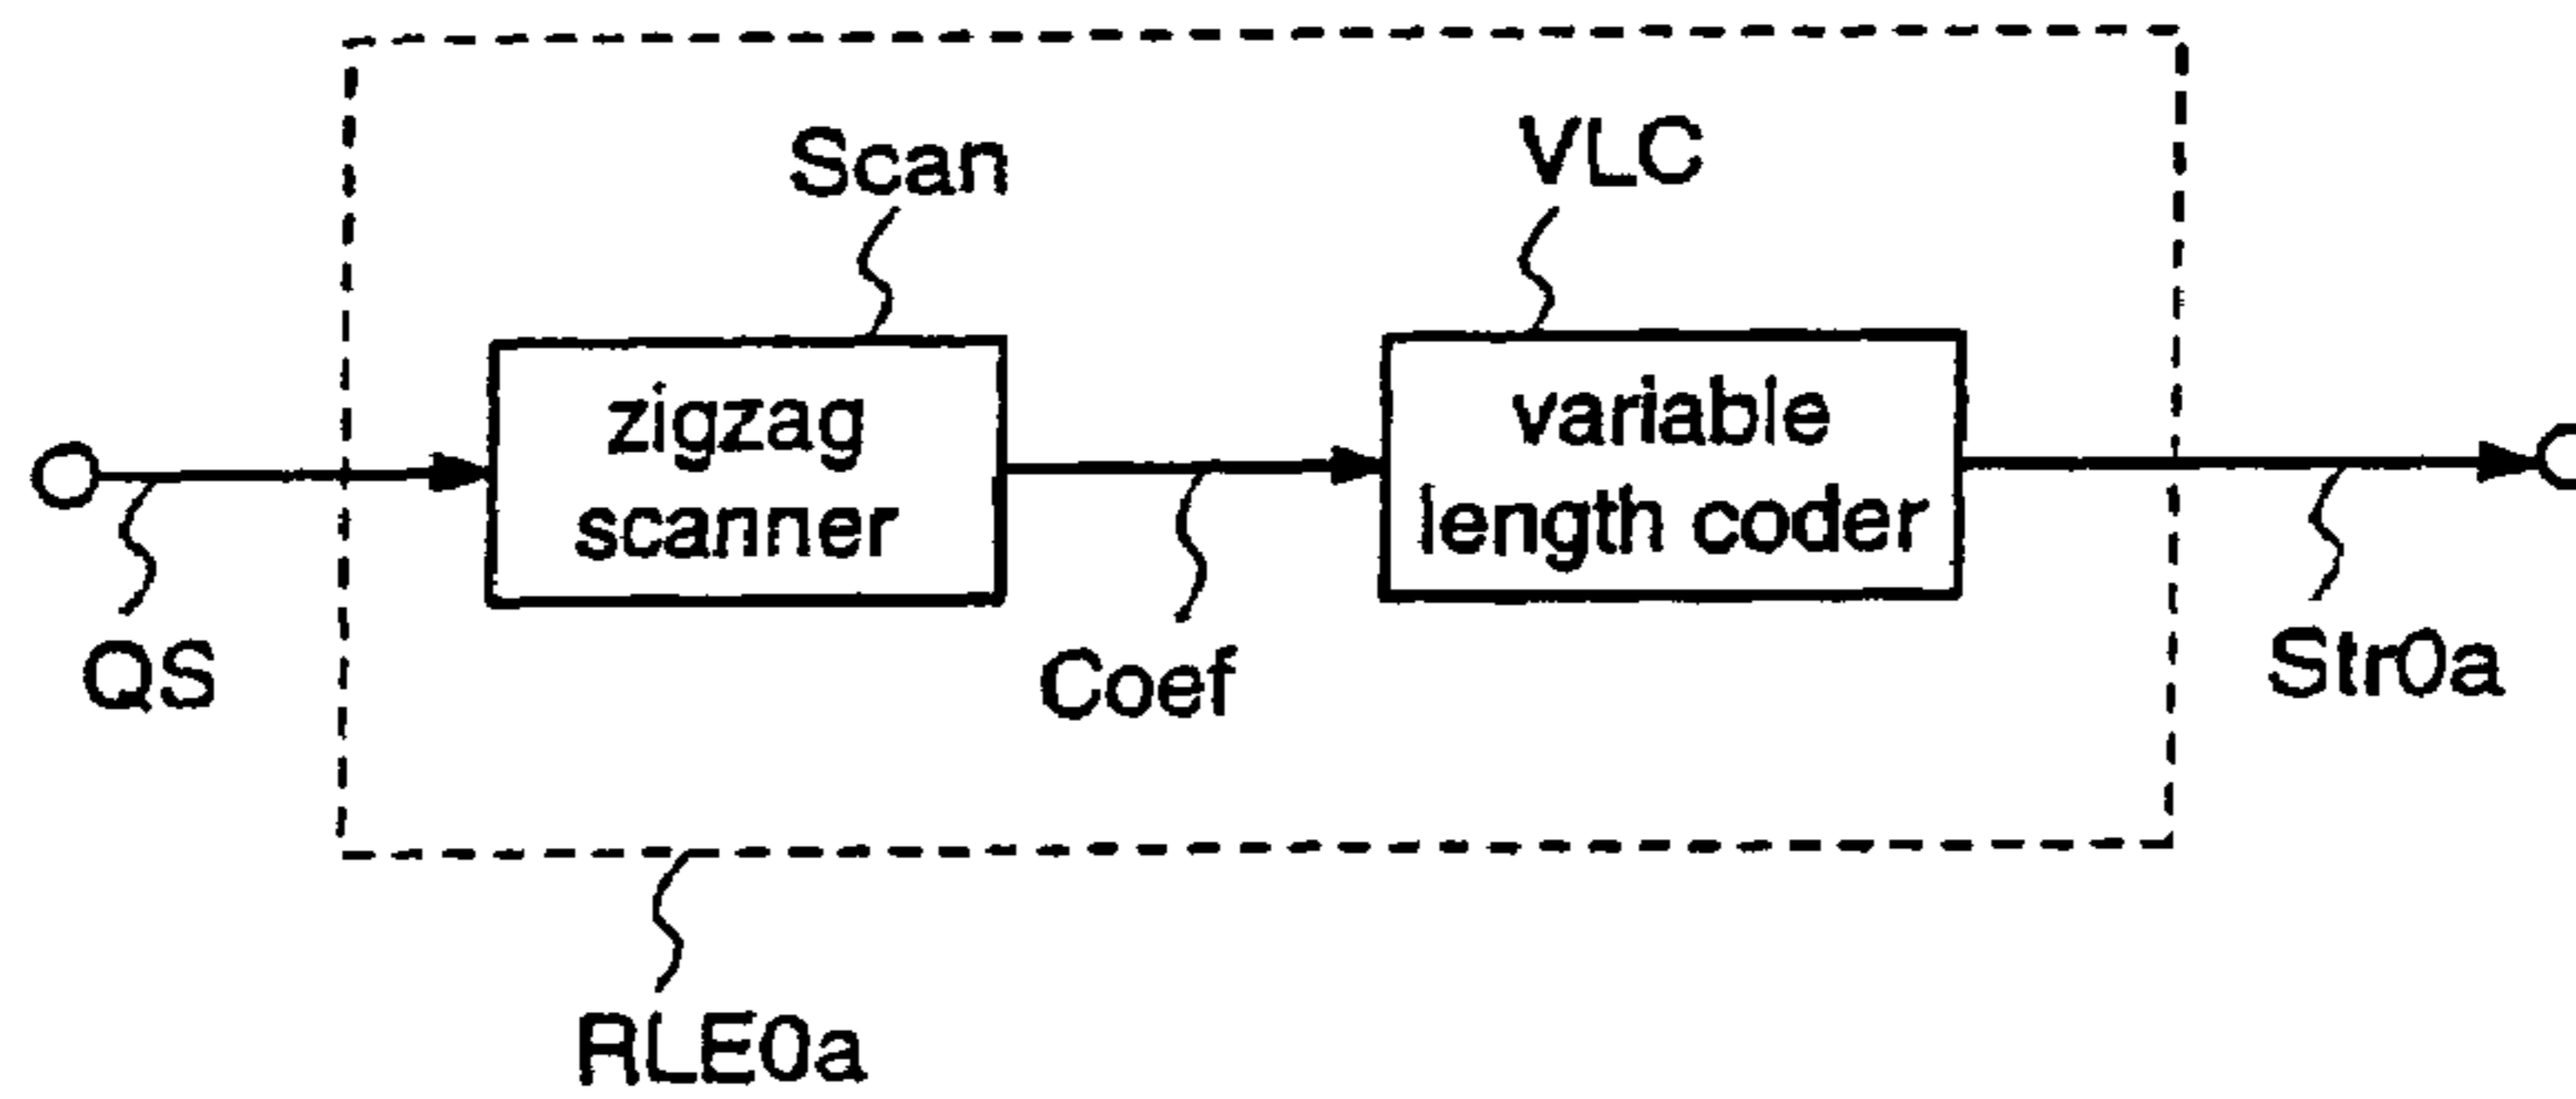 Scan
VLC
zigzag
scanner
variable
length coder
QS
Coef
Str0a
RLE0a